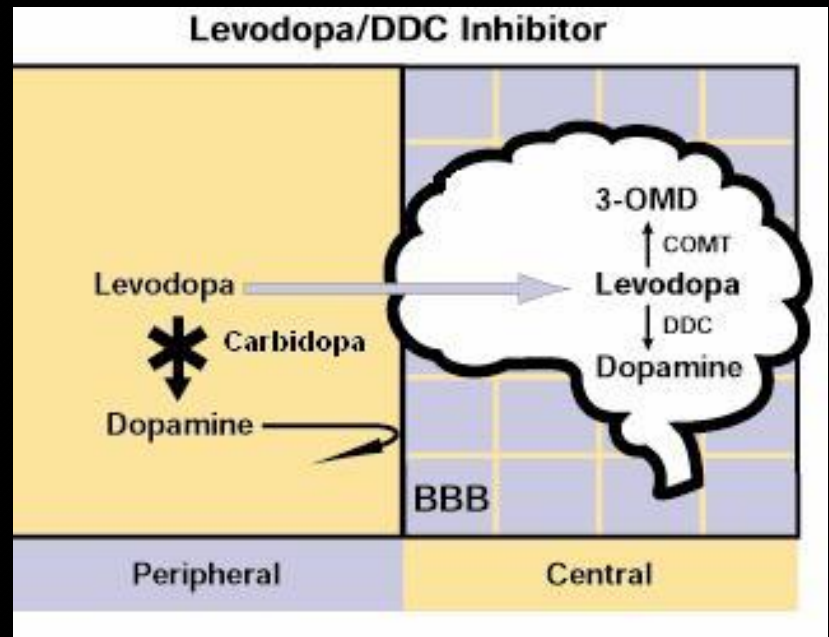 Levodopa/DDC Inhibitor
3-OMD
COMT
Levodopa
Levodopa
DDC
Carbidopa
Dopamine
Dopamine
BBB
Peripheral
Central